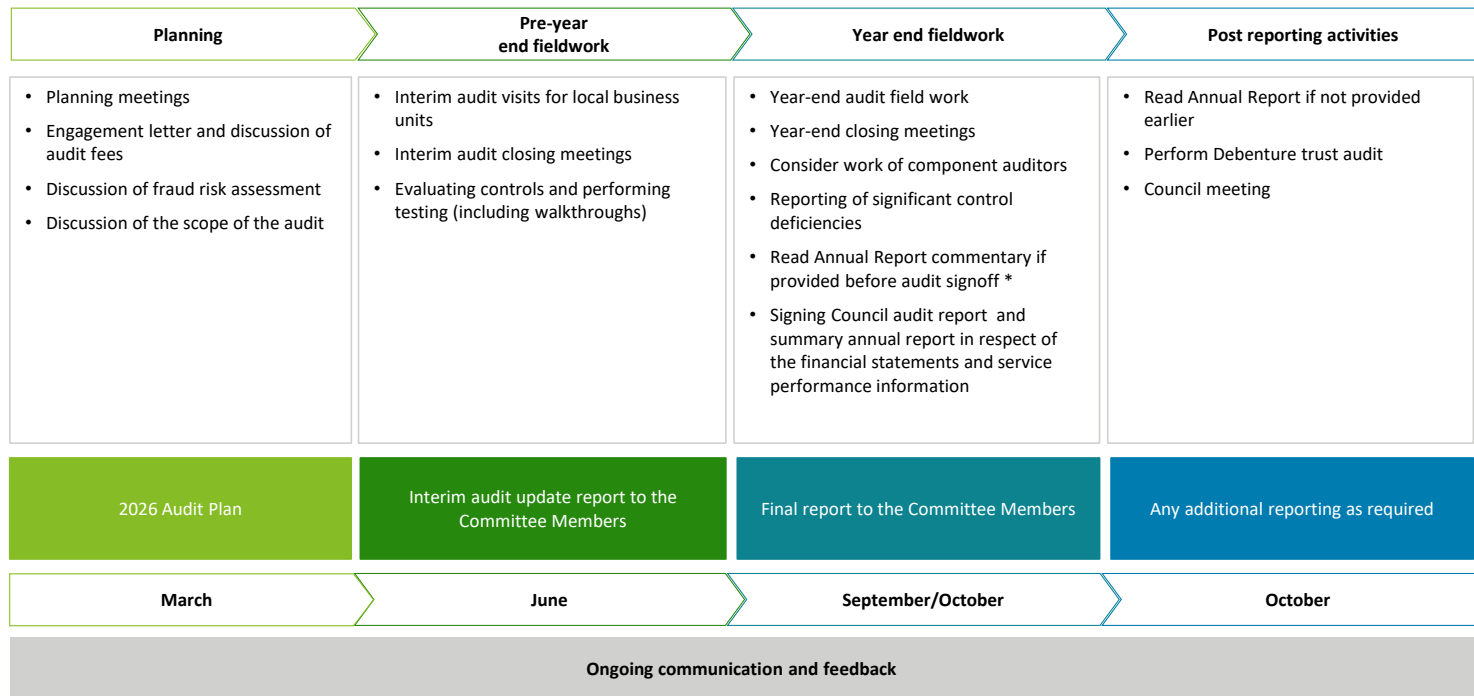 Planning
Pre-year
end fieldwork
Year end fieldwork
Post reporting activities
• Planning meetings
• Engagement letter and discussion of
audit fees
• Discussion of fraud risk assessment
• Discussion of the scope of the audit
• Interim audit visits for local business
units
• Interim audit closing meetings
• Evaluating controls and performing
testing (including walkthroughs)
• Year-end audit field work
• Year-end closing meetings
• Consider work of component auditors
• Reporting of significant control
deficiencies
• Read Annual Report commentary if
provided before audit signoff *
• Signing Council audit report  and
summary annual report in respect of
the financial statements and service
performance information
• Read Annual Report if not provided
earlier
• Perform Debenture trust audit
• Council meeting
2026 Audit Plan
Interim audit update report to the
Committee Members
Final report to the Committee Members
Any additional reporting as required
March
June
September/October
October
Ongoing communication and feedback